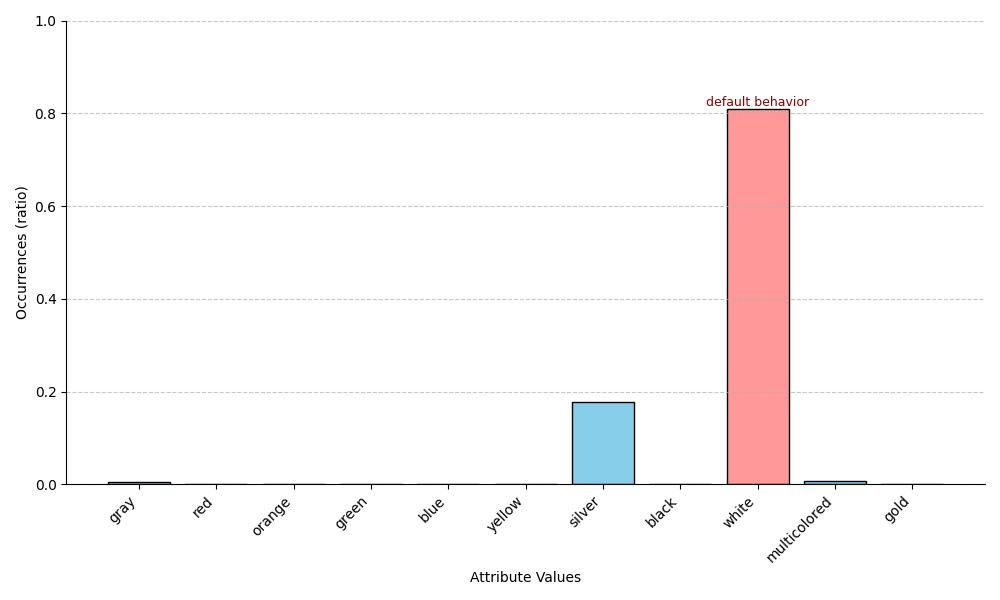 1.0
0.8
0.6
0.4
0.2
0.0
Occurrences (ratio)
default behavior
gray
red
orange
green
blue
yellow
silver
black
white
multicolored
gold
Attribute Values